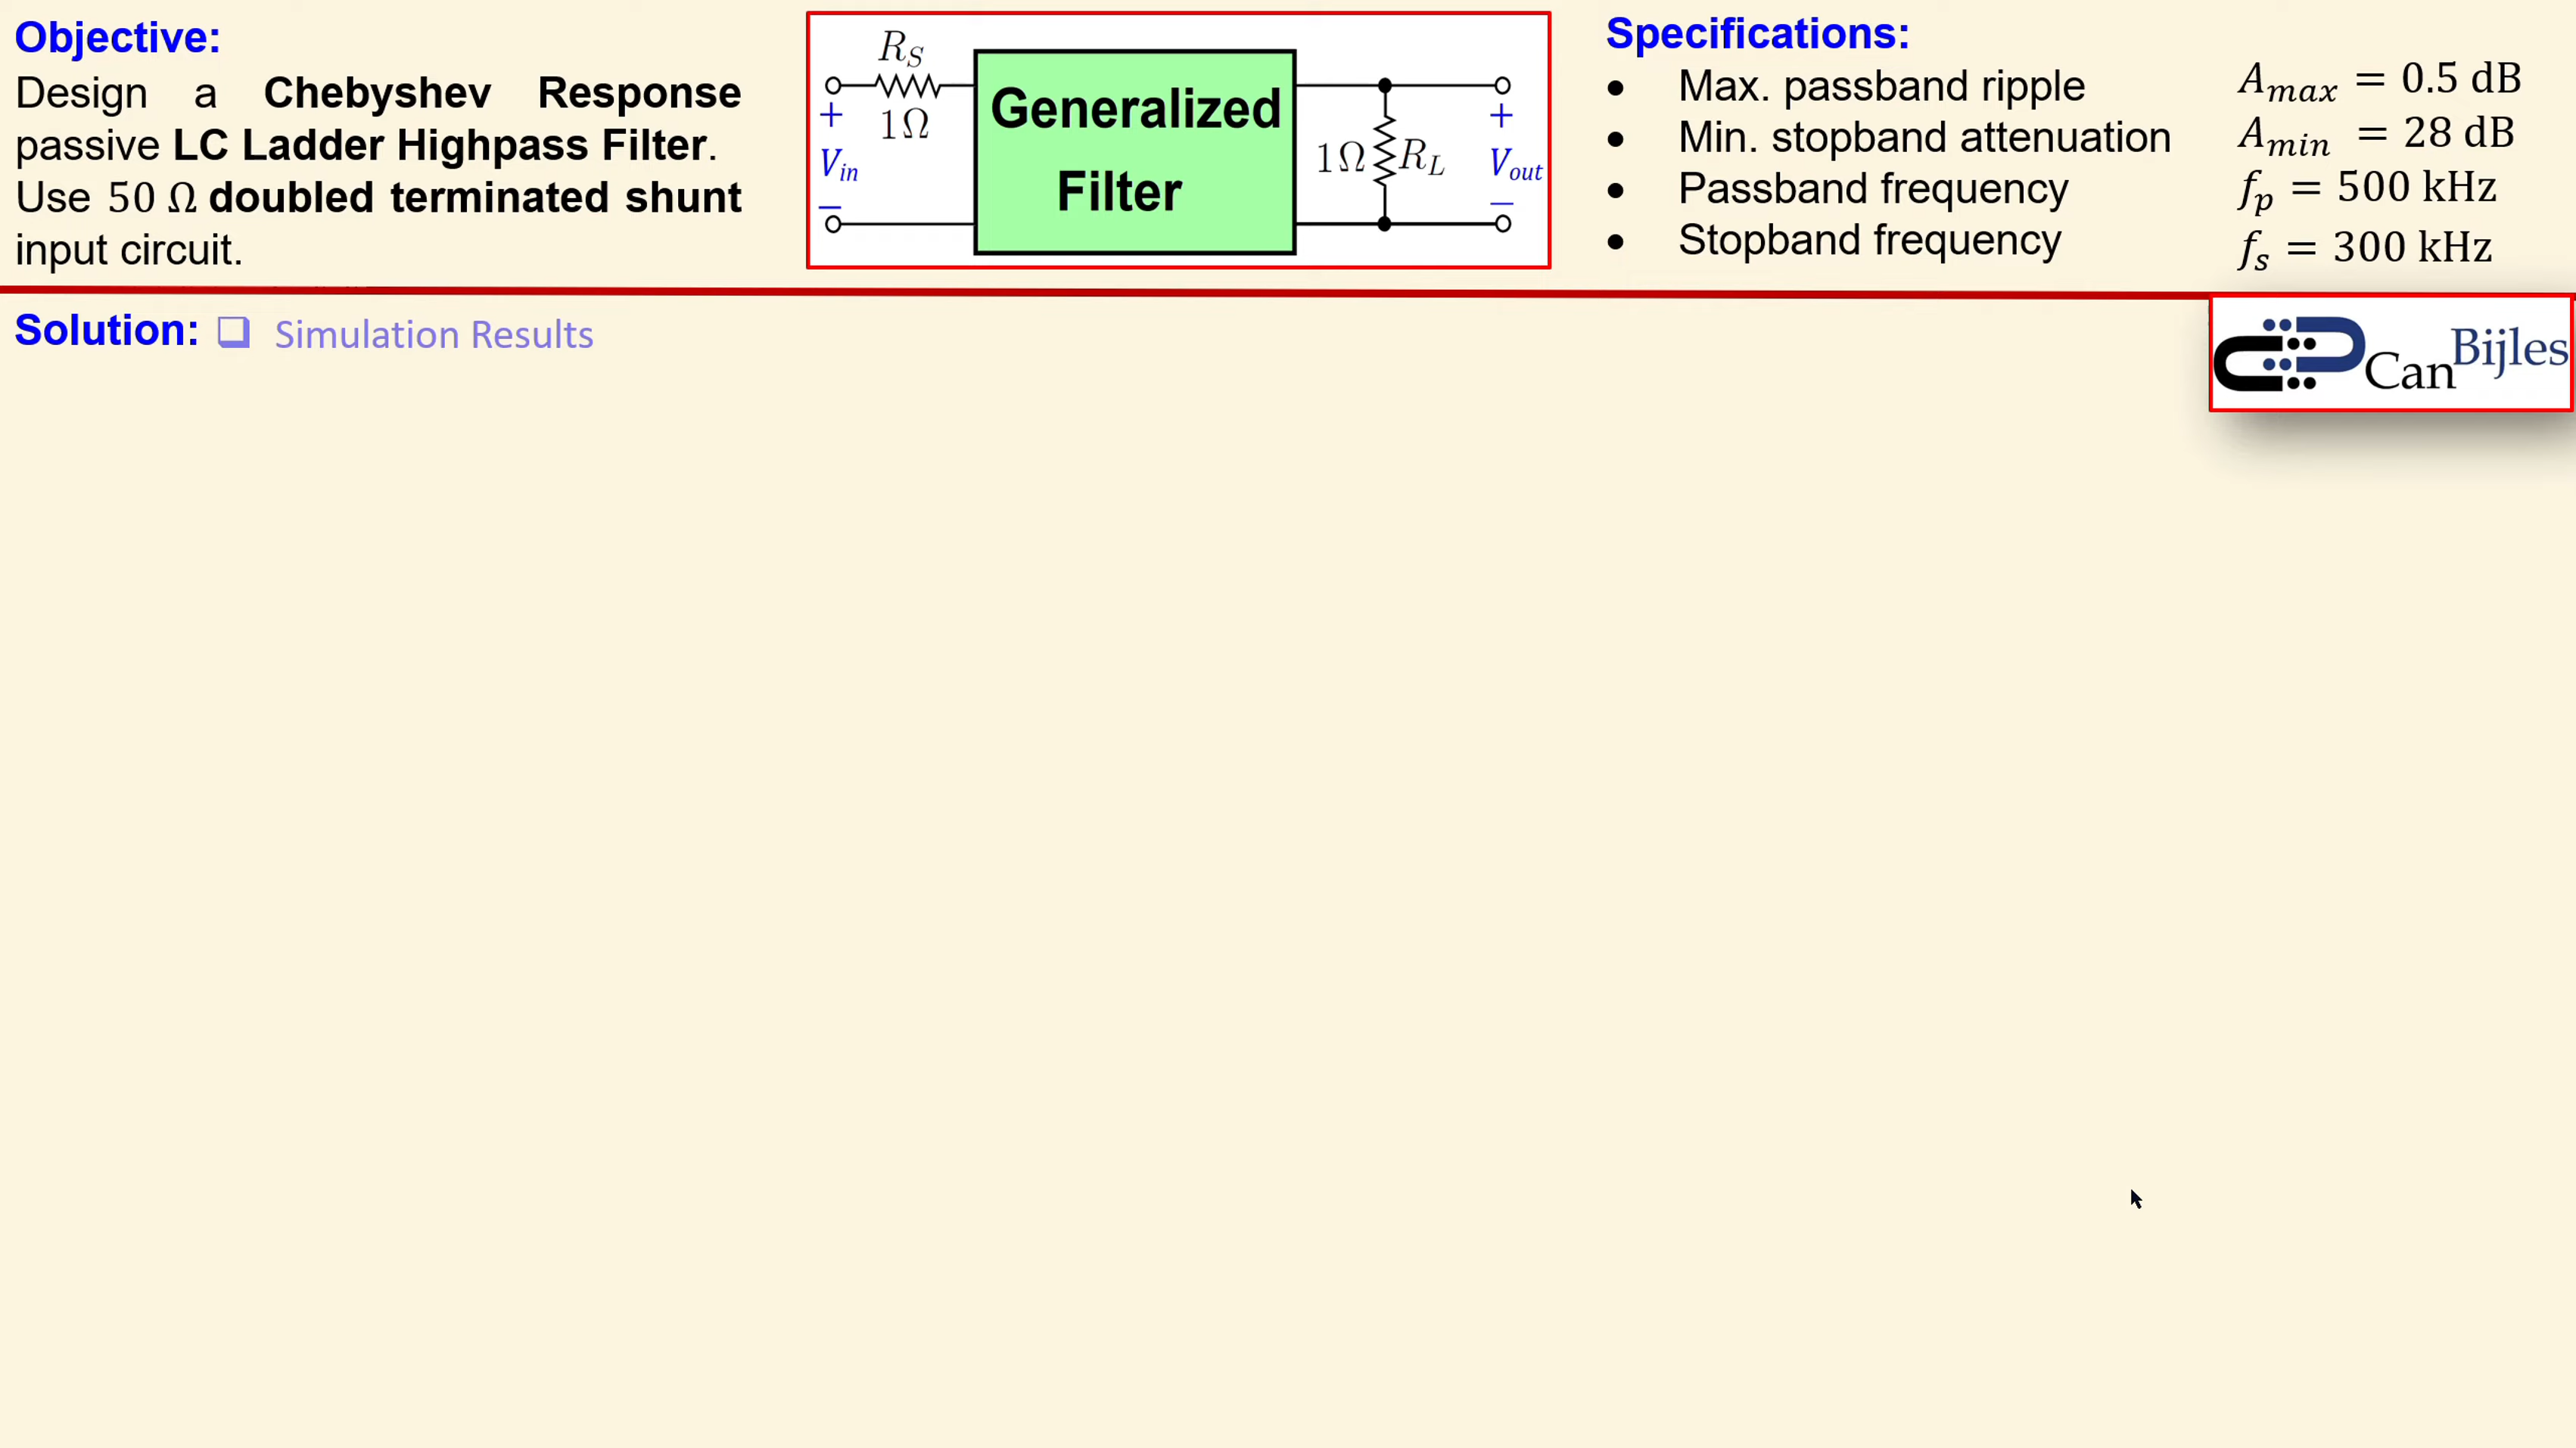 Objective:
Design a Chebyshev Response
passive LC Ladder Highpass Filter.
Use 50 Ω doubled terminated shunt
input circuit.
R_S
1Ω
+
V_in
−
Generalized
Filter
1Ω
R_L
+
V_out
−
Specifications:
• Max. passband ripple A_max = 0.5 dB
• Min. stopband attenuation A_min = 28 dB
• Passband frequency f_p = 500 kHz
• Stopband frequency f_s = 300 kHz
Solution: ❑ Simulation Results
CanBijles